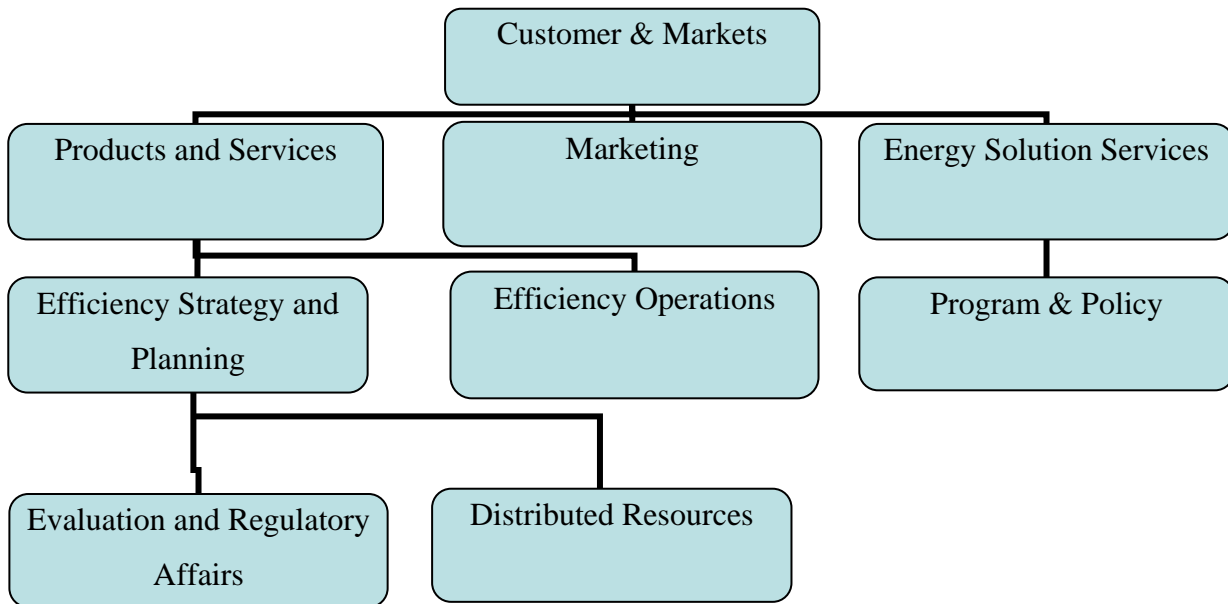 Customer & Markets
Products and Services
Marketing
Energy Solution Services
Efficiency Strategy and
Planning
Efficiency Operations
Program & Policy
Evaluation and Regulatory
Affairs
Distributed Resources